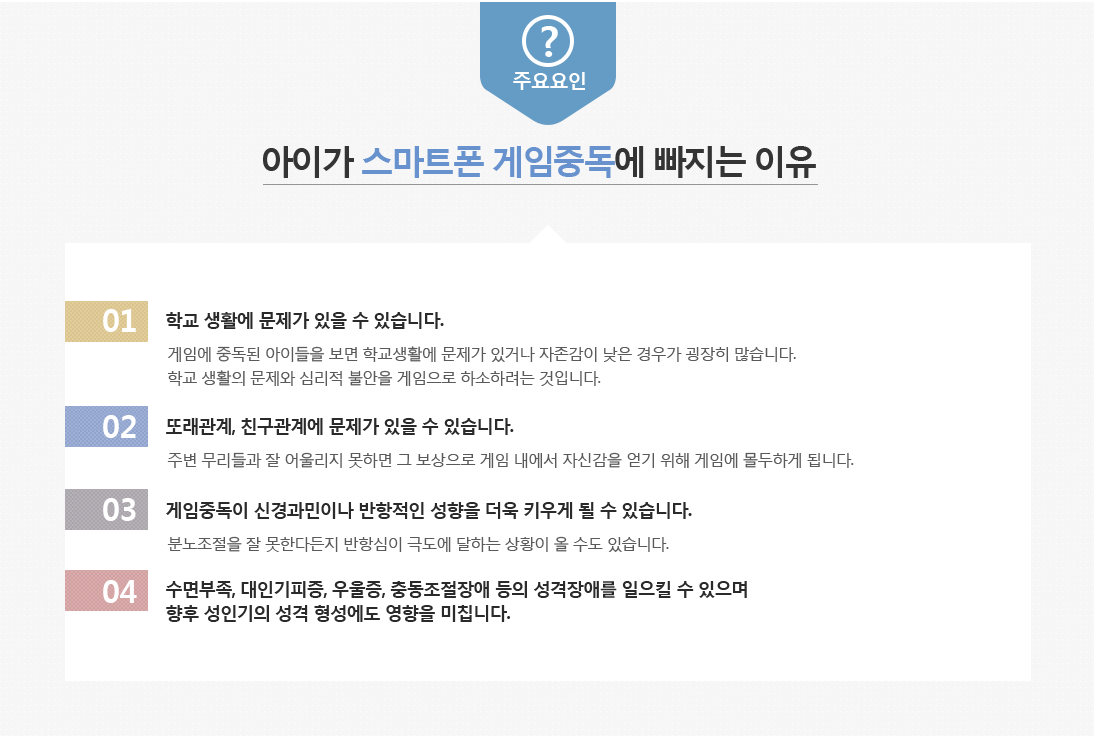 ?
주요요인
아이가 스마트폰 게임중독에 빠지는 이유
01
학교 생활에 문제가 있을 수 있습니다.
게임에 중독된 아이들을 보면 학교생활에 문제가 있거나 자존감이 낮은 경우가 굉장히 많습니다.
학교 생활의 문제와 심리적 불안을 게임으로 하소하려는 것입니다.
02
또래관계, 친구관계에 문제가 있을 수 있습니다.
주변 무리들과 잘 어울리지 못하면 그 보상으로 게임 내에서 자신감을 얻기 위해 게임에 몰두하게 됩니다.
03
게임중독이 신경과민이나 반항적인 성향을 더욱 키우게 될 수 있습니다.
분노조절을 잘 못한다든지 반항심이 극도에 달하는 상황이 올 수도 있습니다.
04
수면부족, 대인기피증, 우울증, 충동조절장애 등의 성격장애를 일으킬 수 있으며
향후 성인기의 성격 형성에도 영향을 미칩니다.